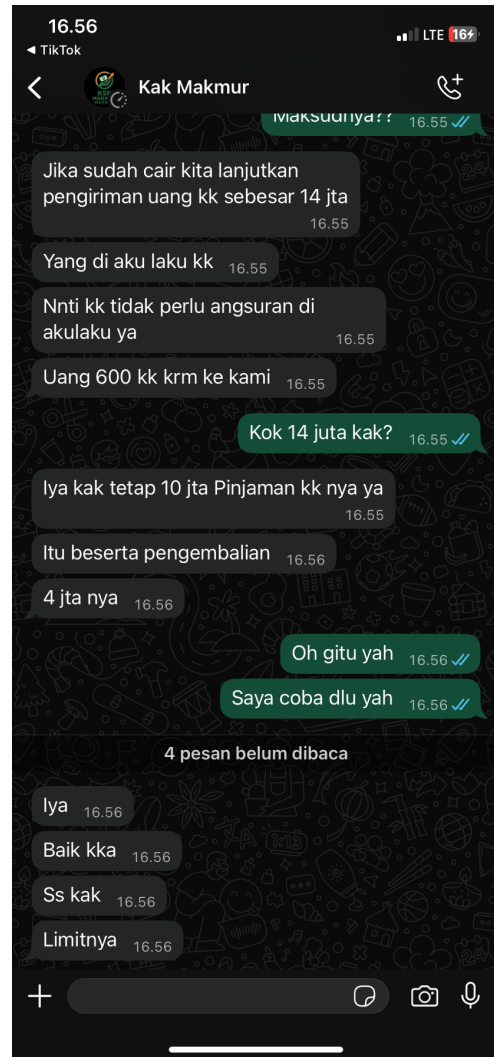 16.56
TikTok
LTE 16
Kak Makmur
Maksudnya?? 16.55
Jika sudah cair kita lanjutkan
pengiriman uang kk sebesar 14 jta
16.55
Yang di aku laku kk 16.55
Nnti kk tidak perlu angsuran di
akulaku ya 16.55
Uang 600 kk krm ke kami 16.55
Kok 14 juta kak? 16.55
Iya kak tetap 10 jta Pinjaman kk nya ya
16.55
Itu beserta pengembalian 16.56
4 jta nya 16.56
Oh gitu yah 16.56
Saya coba dlu yah 16.56
4 pesan belum dibaca
Iya 16.56
Baik kka 16.56
Ss kak 16.56
Limitnya 16.56